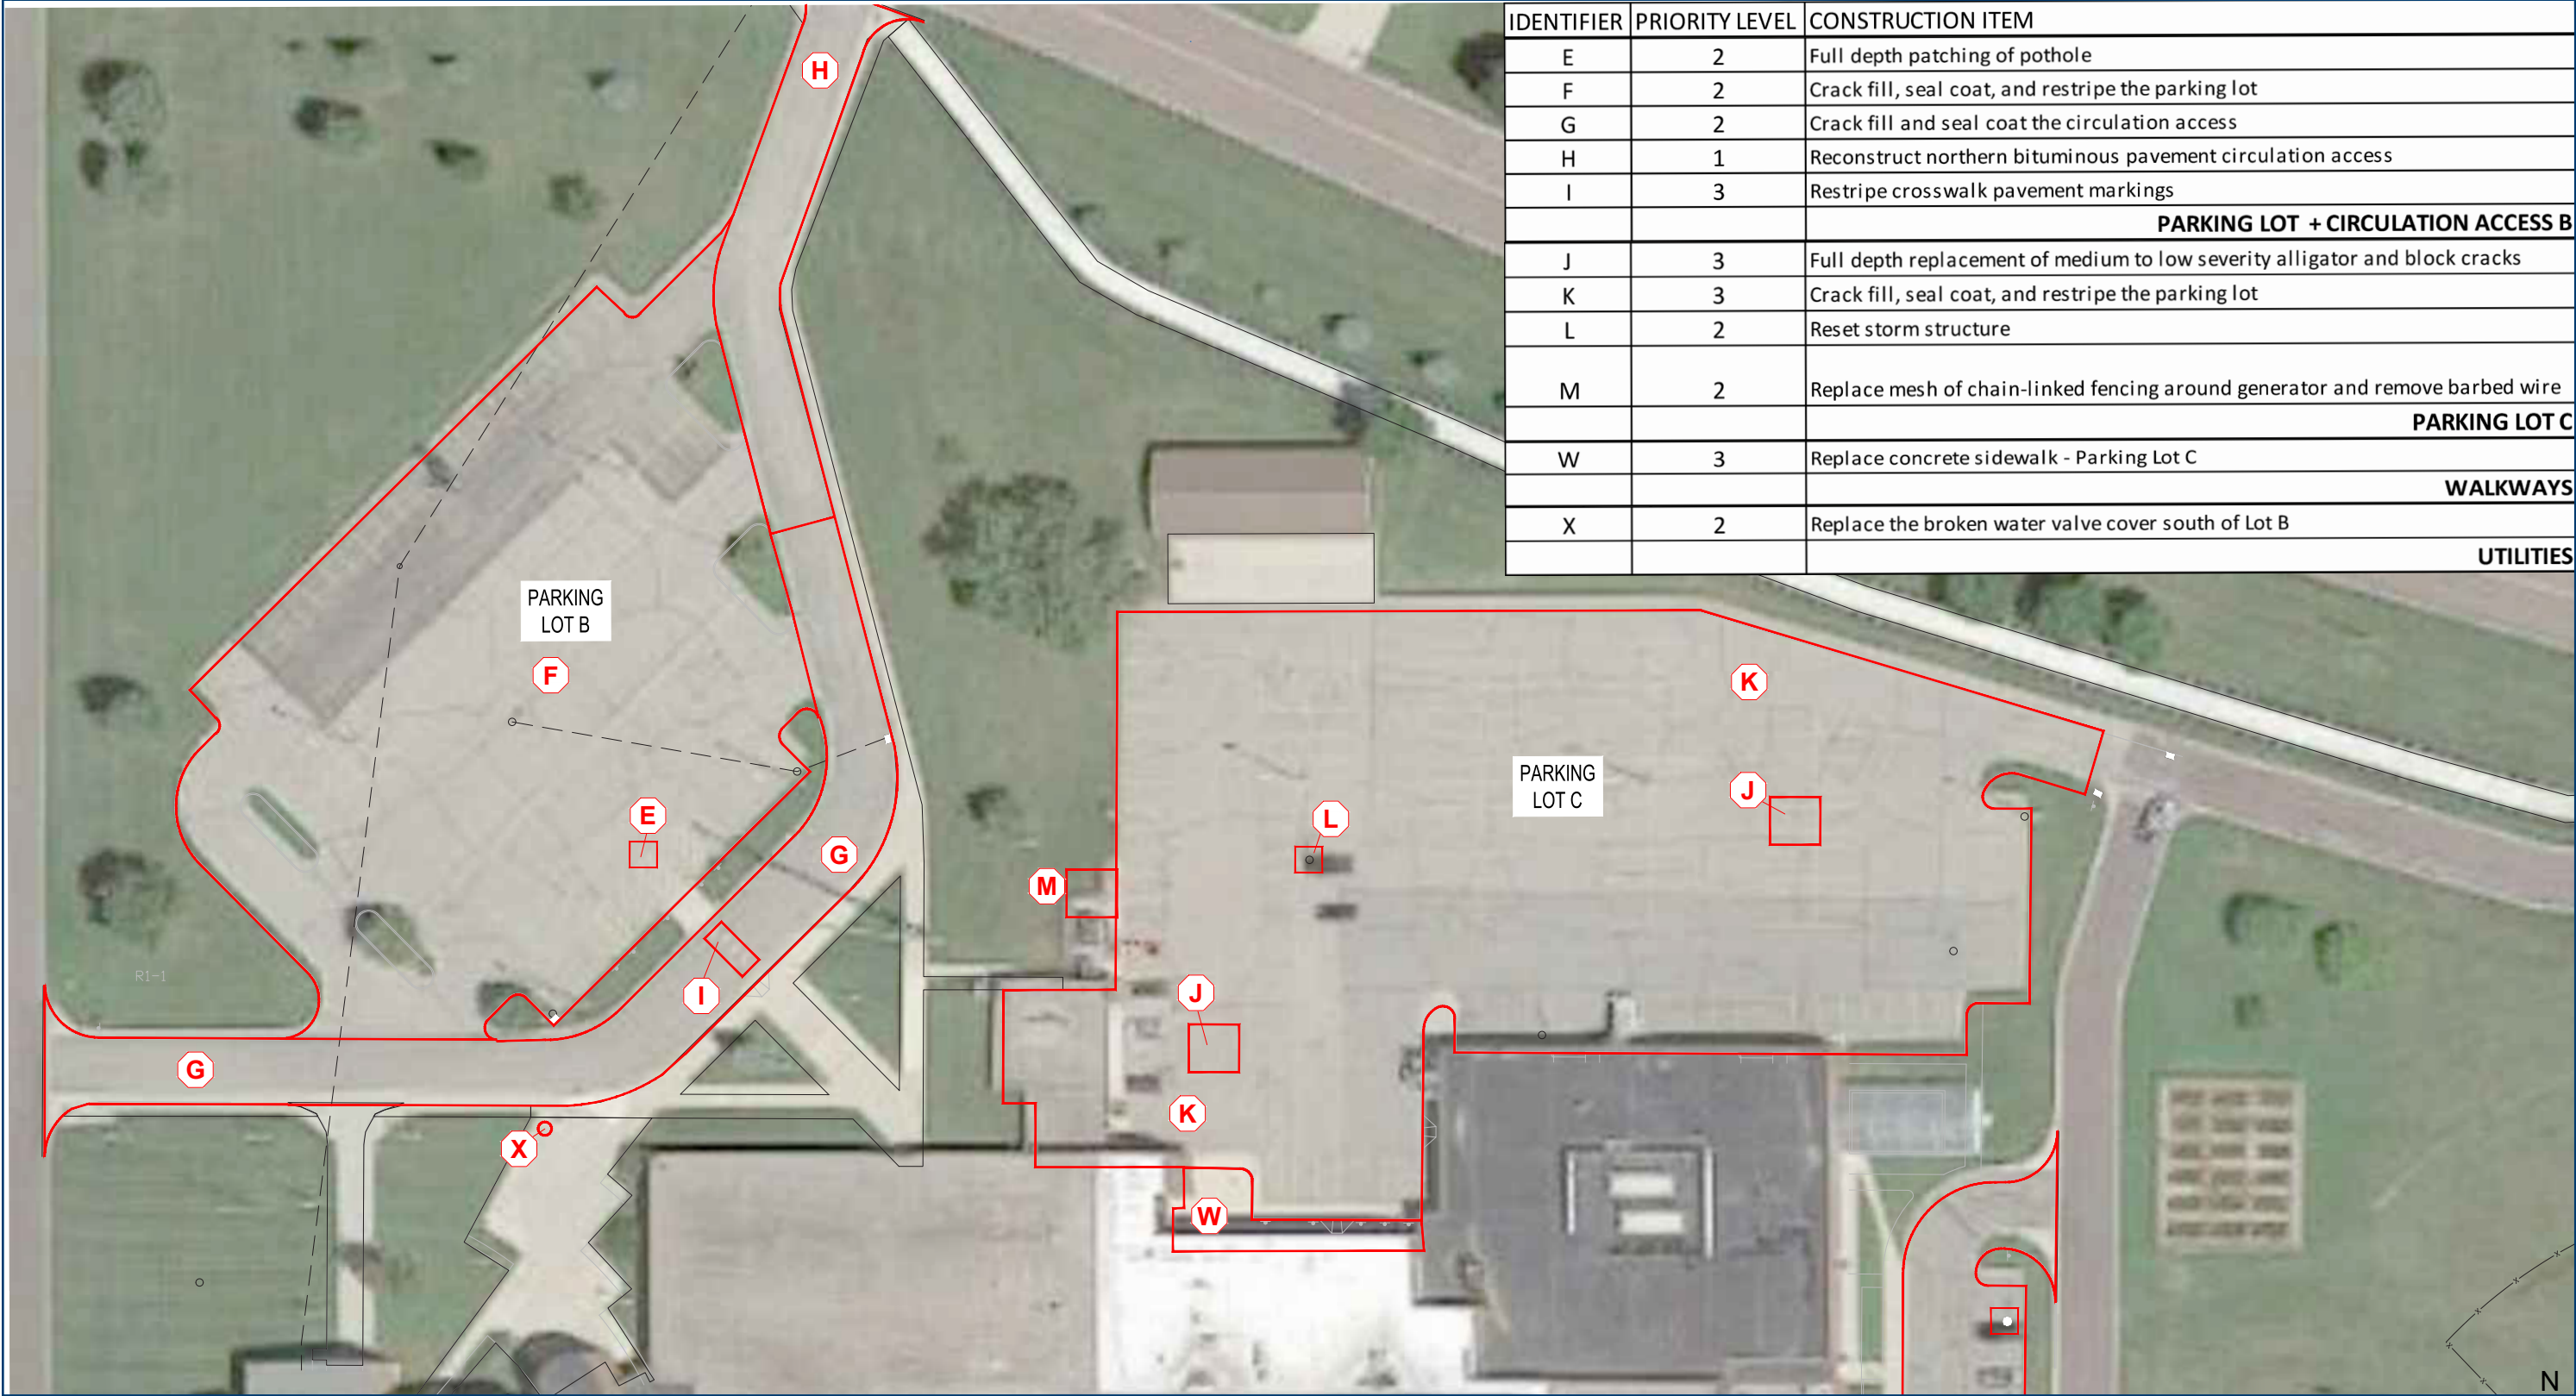 IDENTIFIER PRIORITY LEVEL CONSTRUCTION ITEM
E 2 Full depth patching of pothole
F 2 Crack fill, seal coat, and restripe the parking lot
G 2 Crack fill and seal coat the circulation access
H 1 Reconstruct northern bituminous pavement circulation access
I 3 Restripe crosswalk pavement markings
PARKING LOT + CIRCULATION ACCESS B
J 3 Full depth replacement of medium to low severity alligator and block cracks
K 3 Crack fill, seal coat, and restripe the parking lot
L 2 Reset storm structure
M 2 Replace mesh of chain-linked fencing around generator and remove barbed wire
PARKING LOT C
W 3 Replace concrete sidewalk - Parking Lot C
WALKWAYS
X 2 Replace the broken water valve cover south of Lot B
UTILITIES
H
PARKING
LOT B
F
E
G
I
R1-1
G
X
K
PARKING
LOT C
J
L
M
J
K
W
N